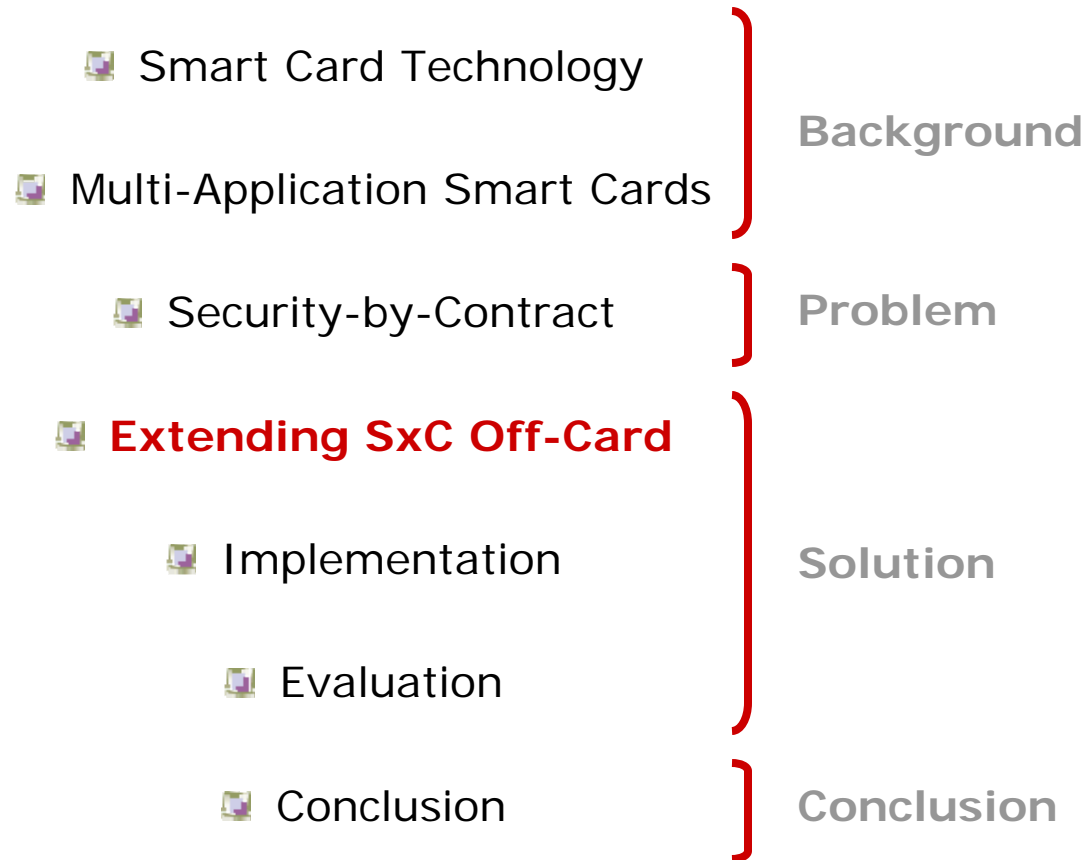 Smart Card Technology
Background
Multi-Application Smart Cards
Security-by-Contract
Problem
Extending SxC Off-Card
Implementation
Solution
Evaluation
Conclusion
Conclusion